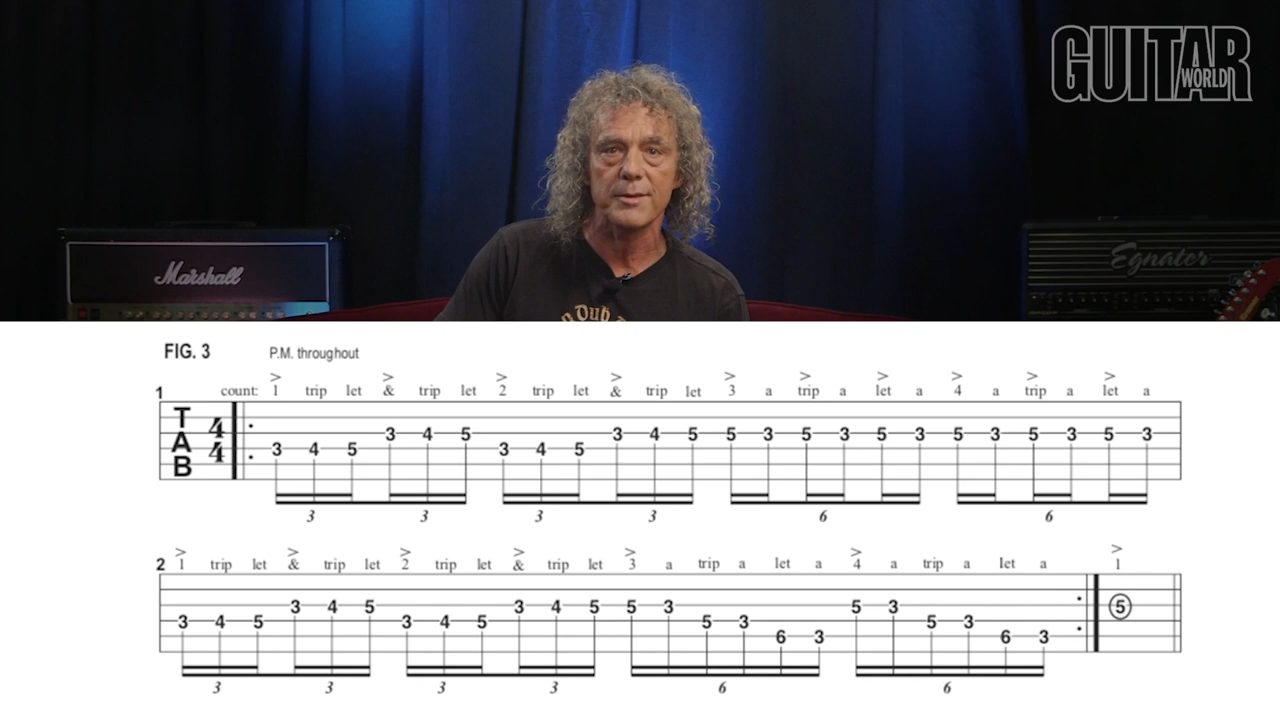 GUITAR
WORLD
Marshall
Egnater
Dub
FIG. 3 P.M. throughout
> > > > > > > > > >
count: 1 trip let & trip let 2 trip let & trip let 3 a trip a let a 4 a trip a let a
1
T
A
B
4
4
3 4 5 3 4 5 3 4 5 3 4 5 5 3 5 3 5 3 5 3 5 3 5 3
3 3 3 3 6 6
> > > > > > >
2 1 trip let & trip let 2 trip let & trip let 3 a trip a let a 4 a trip a let a 1
3 4 5 3 4 5 3 4 5 3 4 5 5 3 5 3 6 3 5 3 5 3 6 3 5
3 3 3 3 6 6